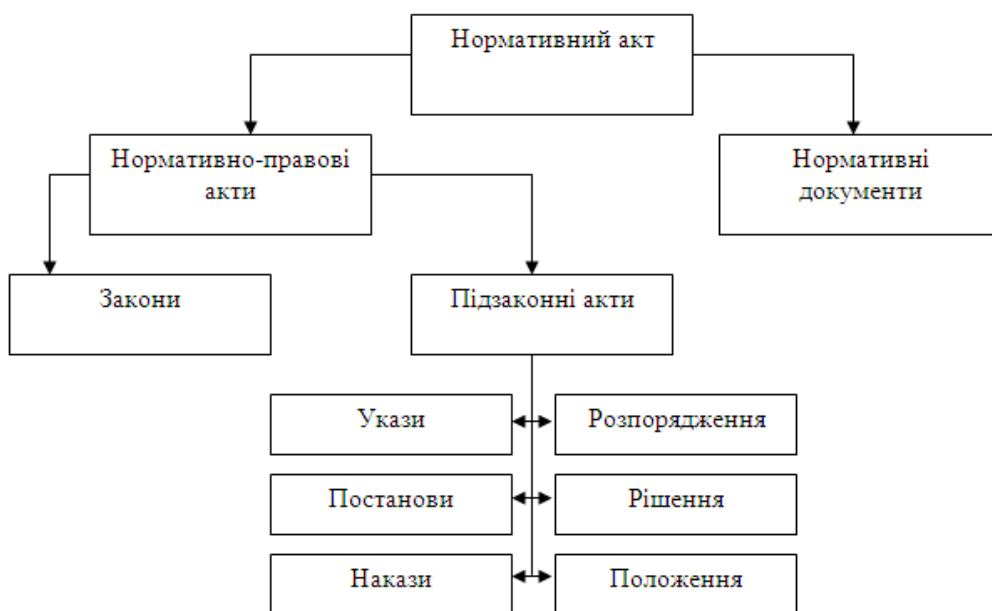 Нормативний акт
Нормативно-правові
акти
Нормативні
документи
Закони
Підзаконні акти
Укази
Розпорядження
Постанови
Рішення
Накази
Положення